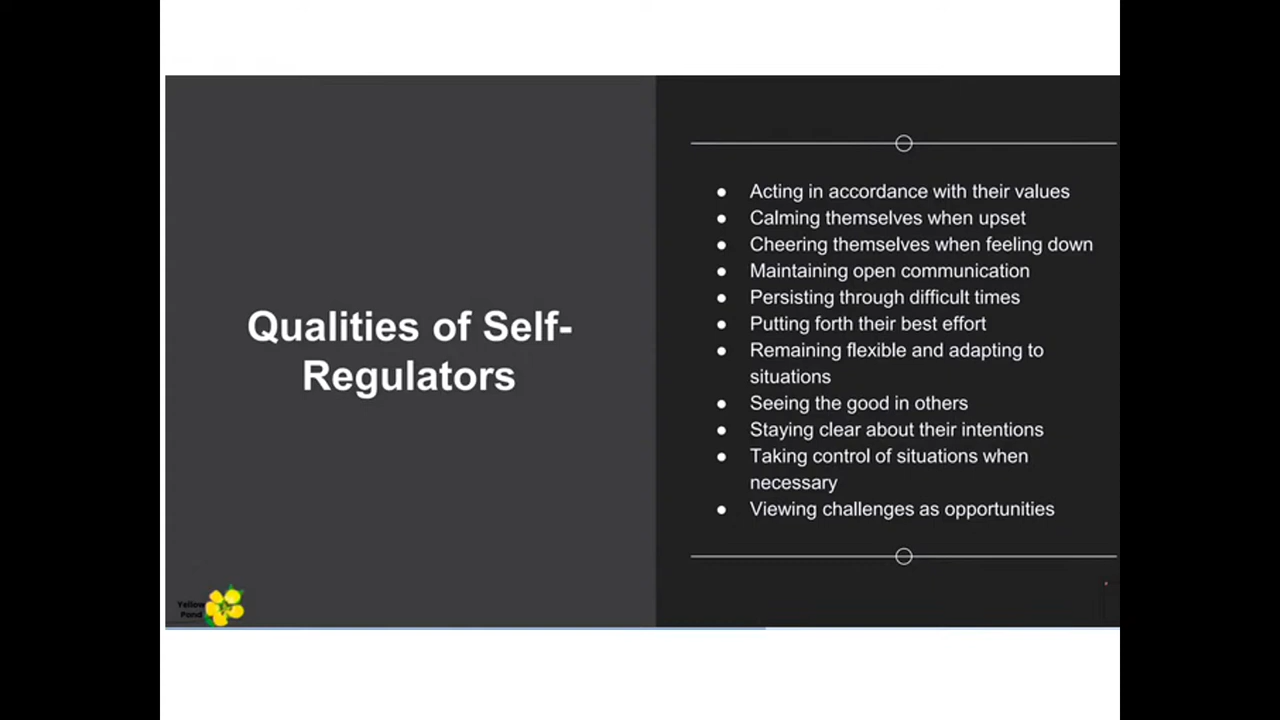 Qualities of Self-
Regulators
● Acting in accordance with their values
● Calming themselves when upset
● Cheering themselves when feeling down
● Maintaining open communication
● Persisting through difficult times
● Putting forth their best effort
● Remaining flexible and adapting to
situations
● Seeing the good in others
● Staying clear about their intentions
● Taking control of situations when
necessary
● Viewing challenges as opportunities
Yellow
Pond